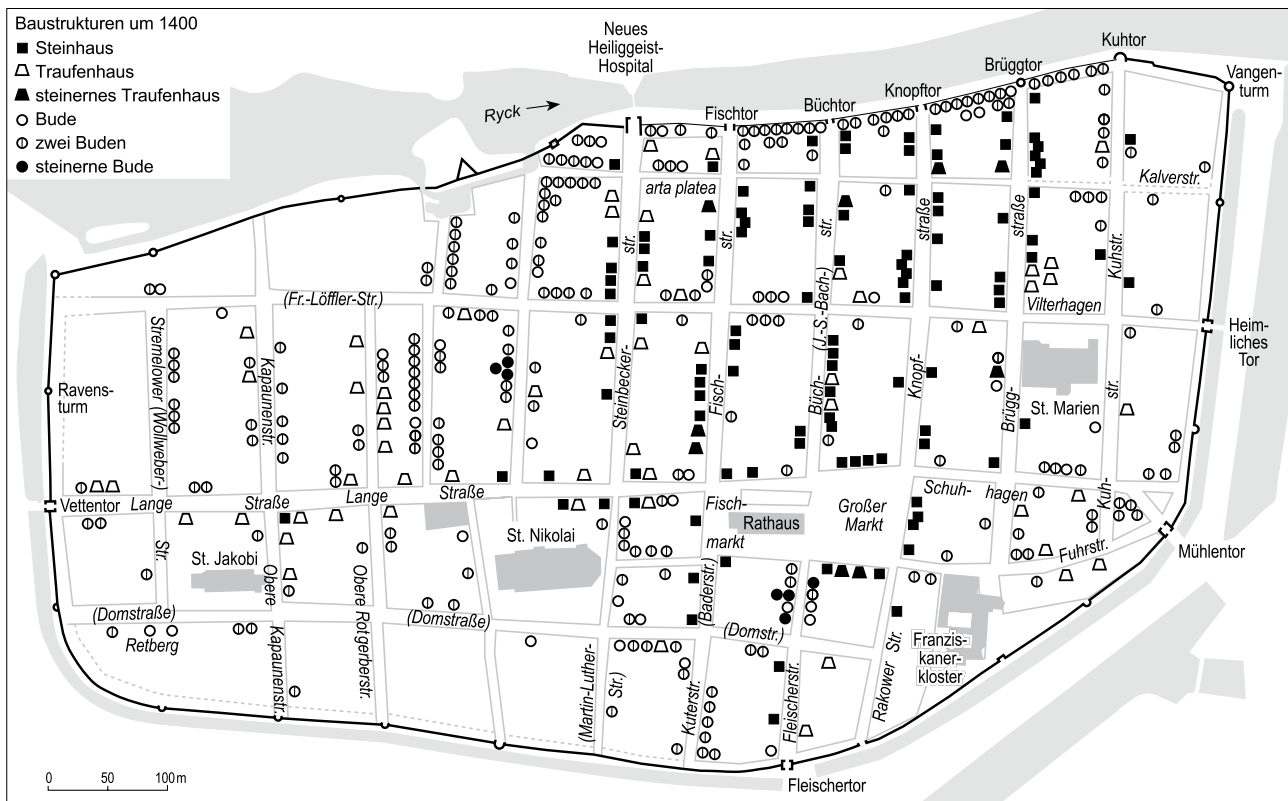 Baustrukturen um 1400
Steinhaus
Traufenhaus
steinernes Traufenhaus
Bude
zwei Buden
steinerne Bude
Neues
Heiliggeist-
Hospital
Ryck
Fischtor
Büchtor
Knopftor
Brüggtor
Kuhtor
Vangen-
turm
arta platea
Kalverstr.
str.
str.
str.
straße
straße
Kuhstr.
(Fr.-Löffler-Str.)
(J.-S.-Bach-)
Vilterhagen
Heim-
liches
Tor
Ravens-
turm
Stremelower (Wollweber-)
Kapaunenstr.
Steinbecker-
Fisch-
Büch-
Knopf-
Brügg-
St. Marien
str.
Kuh-
Vettentor
Lange
Straße
Lange
Straße
Fisch-
markt
Rathaus
Großer
Markt
Schuh-
hagen
Fuhrstr.
Mühlentor
Str.
St. Jakobi
St. Nikolai
Obere
Kapaunenstr.
Obere Rotgerberstr.
(Baderstr.)
(Domstraße)
(Domstraße)
(Domstr.)
Retberg
Franzis-
kaner-
kloster
(Martin-Luther-
Str.)
Kuterstr.
Fleischerstr.
Rakower Str.
Fleischertor
0 50 100 m